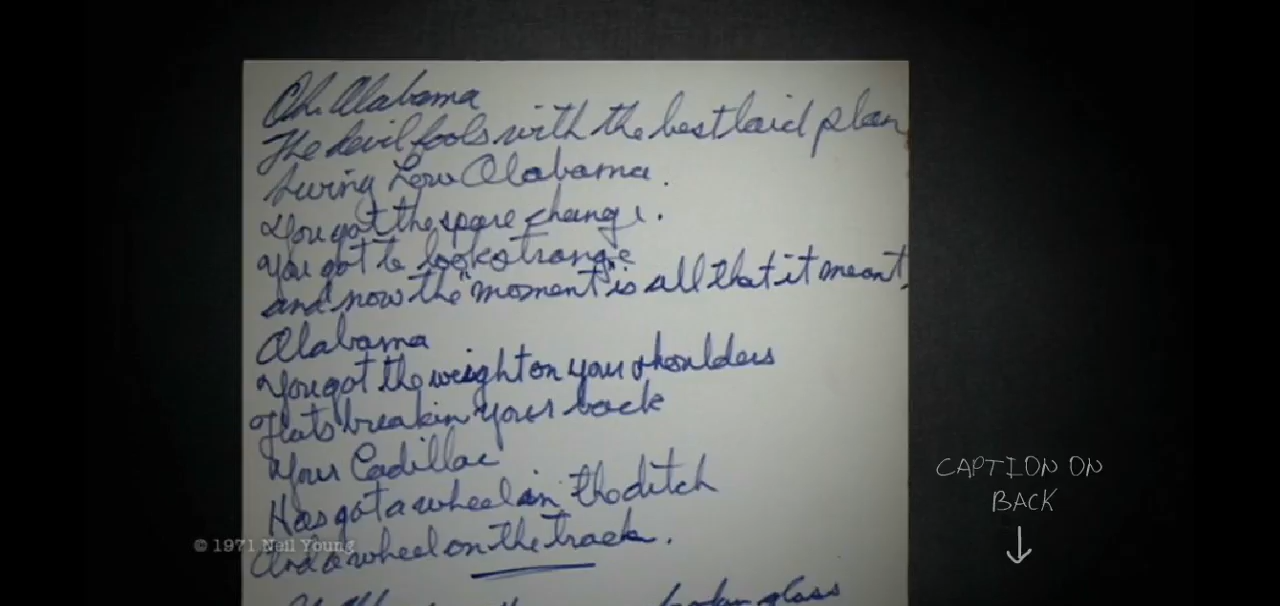 Oh. Alabama
The devil fools with the best laid plan
Swing Low Alabama.
You got the spare change.
You got to look strange
and now the "moment" is all that it meant.
Alabama
You got the weight on your shoulders
Thats breakin your back
Your Cadillac
Has got a wheel in the ditch
And a wheel on the track.
broken glass
© 1971 Neil Young
CAPTION ON
BACK